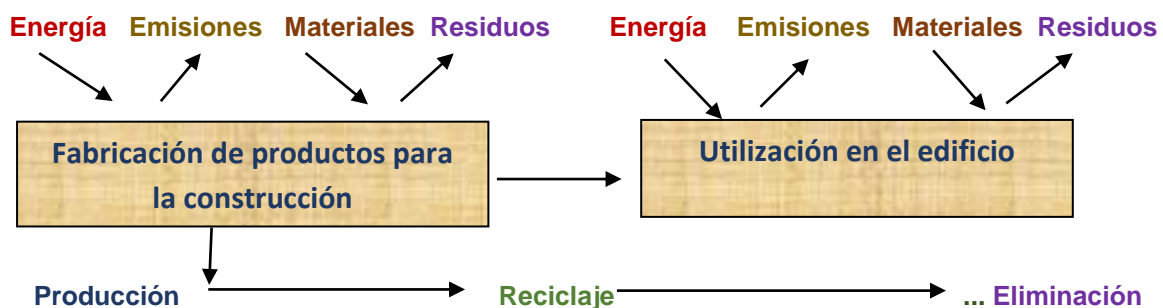 Energía Emisiones Materiales Residuos Energía Emisiones Materiales Residuos
Fabricación de productos para
la construcción
Utilización en el edificio
Producción Reciclaje ... Eliminación